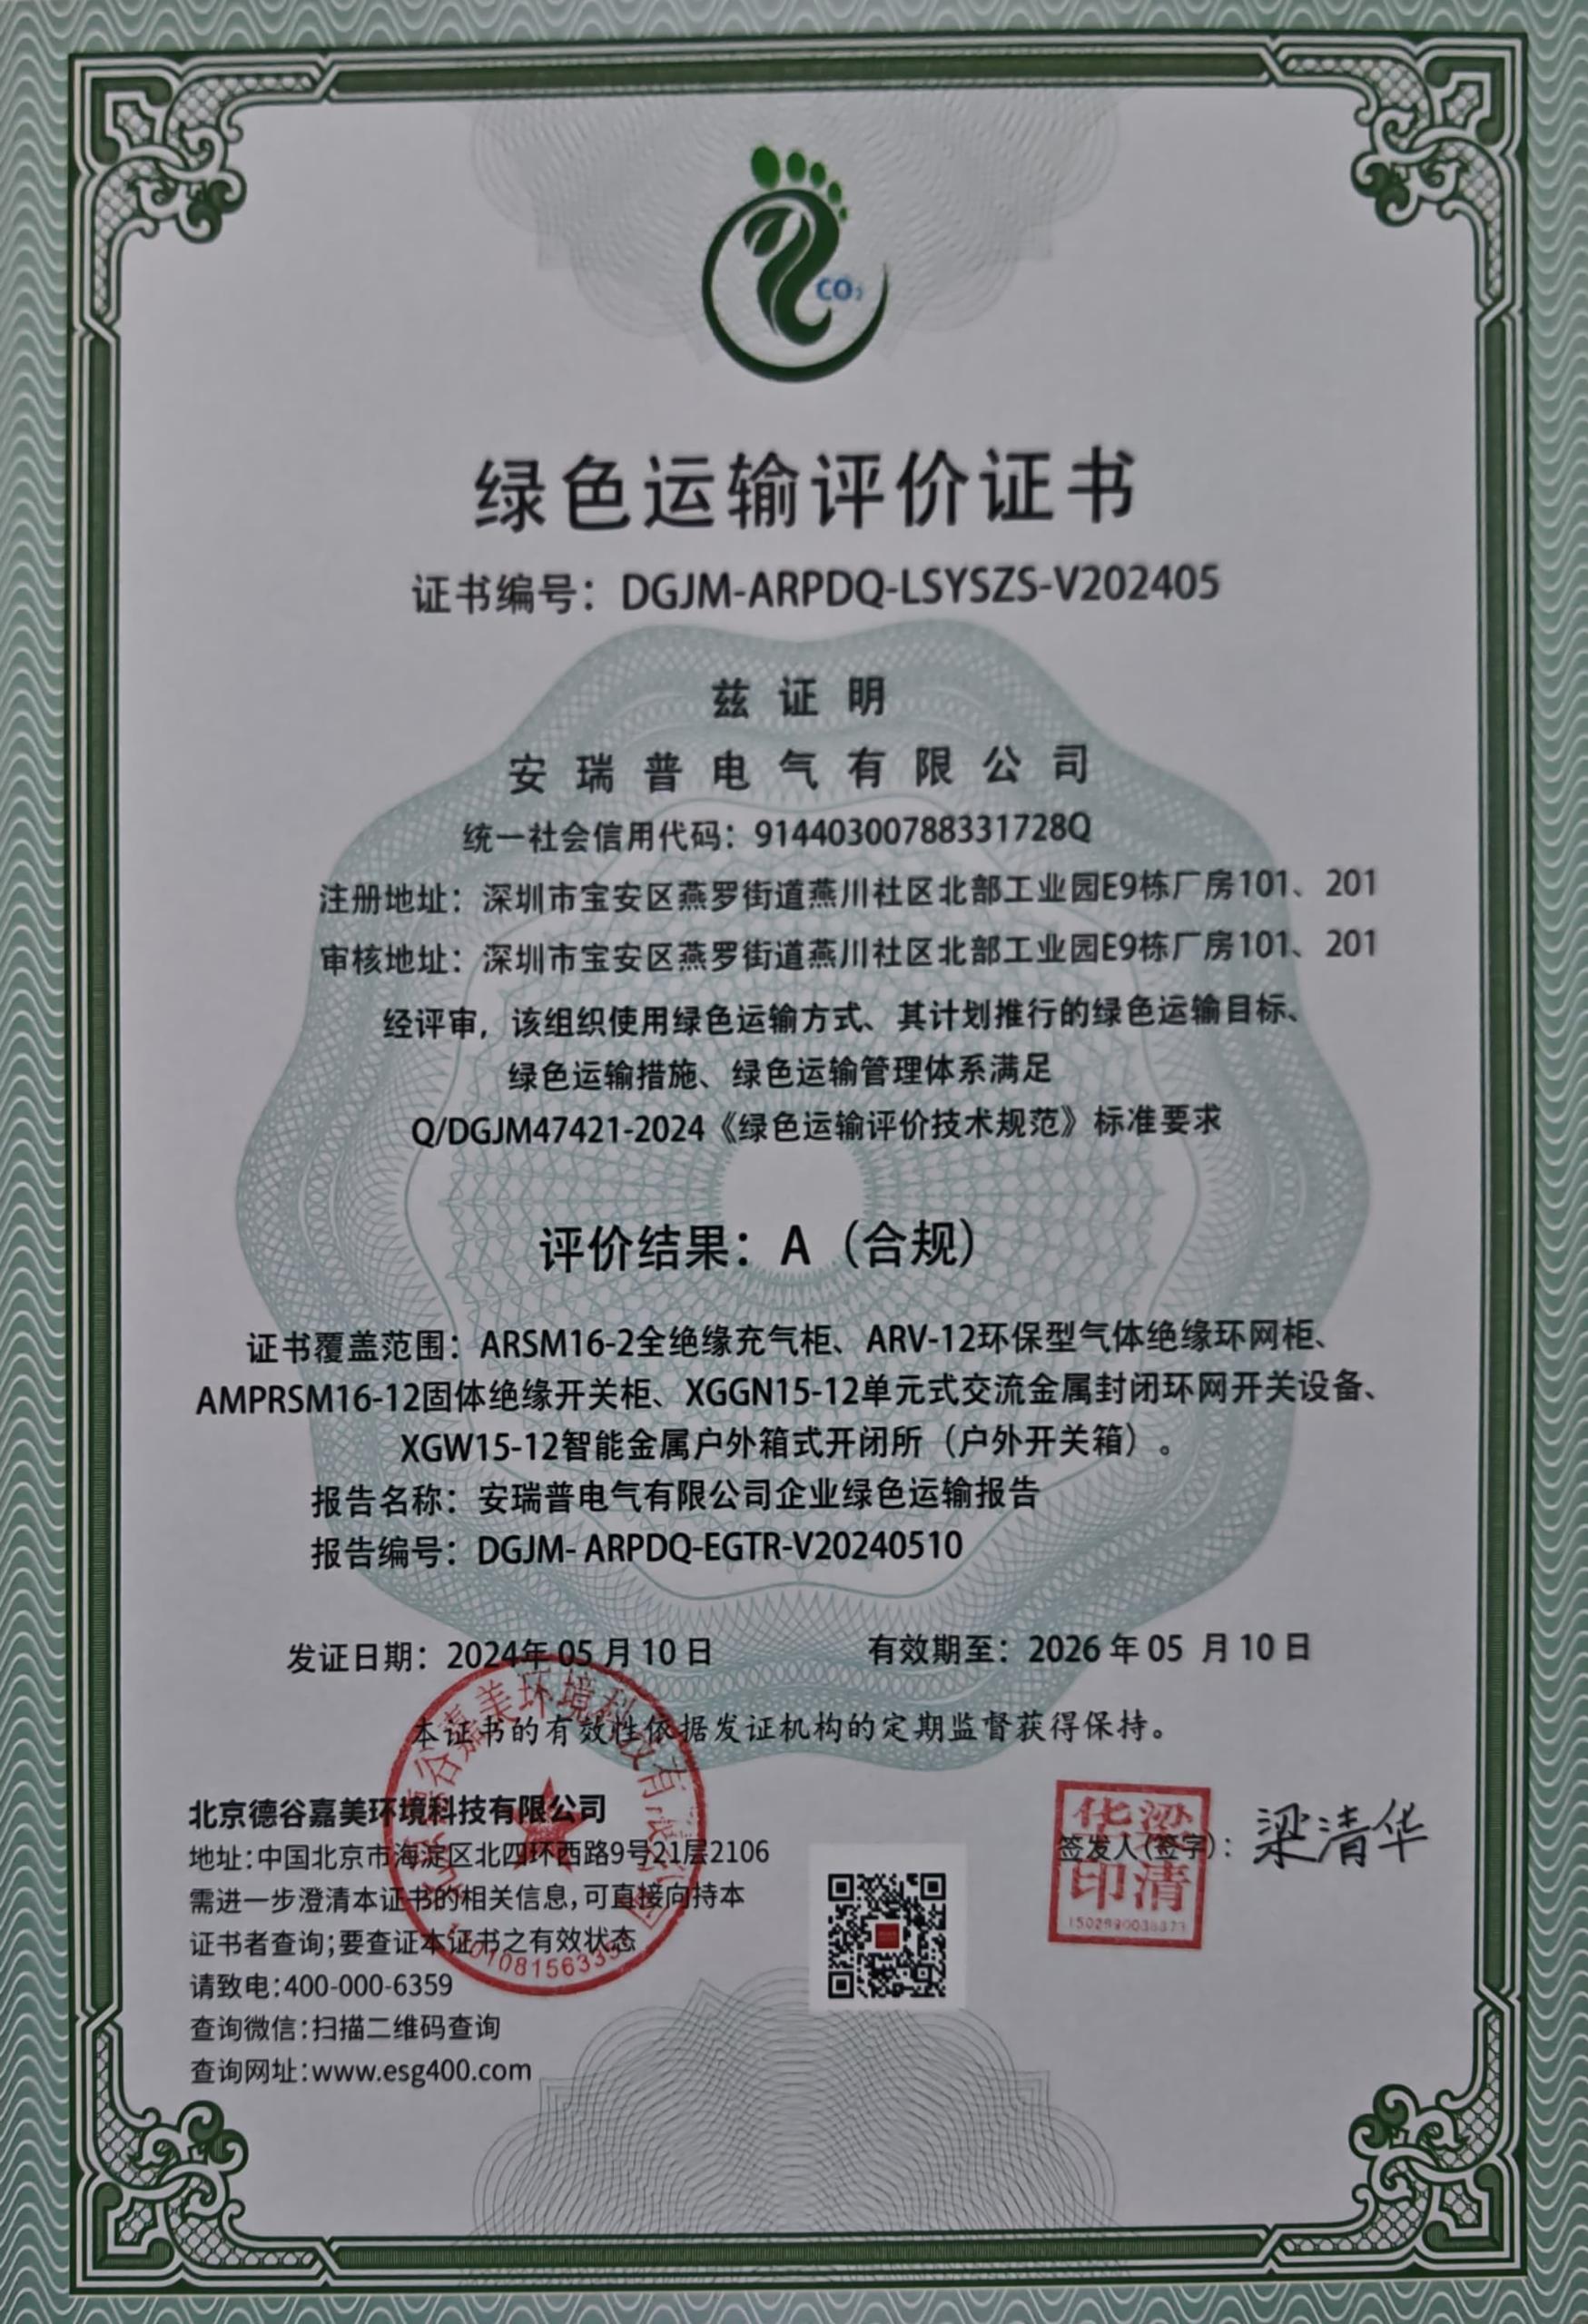 CO₂
绿色运输评价证书
证书编号：DGJM-ARPDQ-LSYSZS-V202405
兹证明
安瑞普电气有限公司
统一社会信用代码：91440300788331728Q
注册地址：深圳市宝安区燕罗街道燕川社区北部工业园E9栋厂房101、201
审核地址：深圳市宝安区燕罗街道燕川社区北部工业园E9栋厂房101、201
经评审，该组织使用绿色运输方式、其计划推行的绿色运输目标、
绿色运输措施、绿色运输管理体系满足
Q/DGJM47421-2024《绿色运输评价技术规范》标准要求
评价结果：A（合规）
证书覆盖范围：ARSM16-2全绝缘充气柜、ARV-12环保型气体绝缘环网柜、
AMPRSM16-12固体绝缘开关柜、XGGN15-12单元式交流金属封闭环网开关设备、
XGW15-12智能金属户外箱式开闭所（户外开关箱）。
报告名称：安瑞普电气有限公司企业绿色运输报告
报告编号：DGJM- ARPDQ-EGTR-V20240510
发证日期：2024年 05 月 10 日 有效期至：2026 年 05 月 10 日
本证书的有效性依据发证机构的定期监督获得保持。
北京德谷嘉美环境科技有限公司
地址:中国北京市海淀区北四环西路9号21层2106
需进一步澄清本证书的相关信息,可直接向持本
证书者查询;要查证本证书之有效状态
请致电:400-000-6359
查询微信:扫描二维码查询
查询网址:www.esg400.com
签发人(签字)：梁清华
华梁
印清
谷嘉美环境科技有限公司